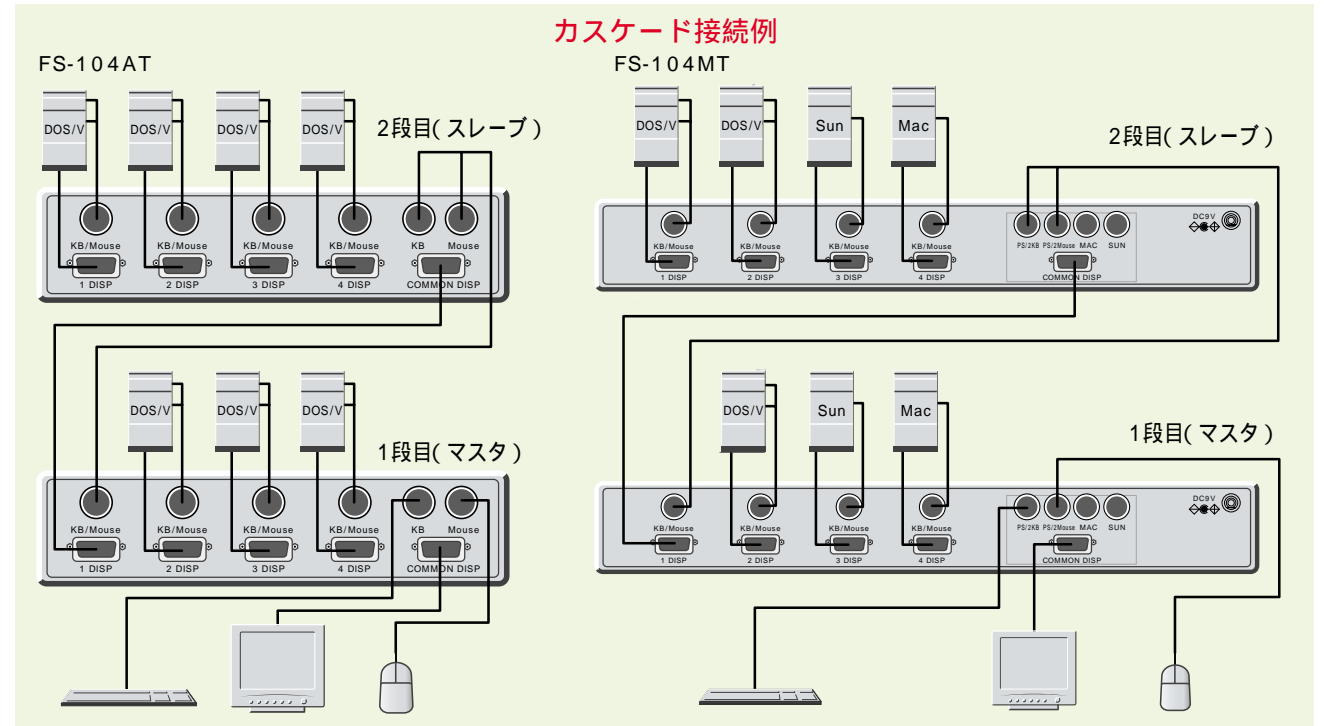 カスケード接続例
FS-104AT
DOS/V DOS/V DOS/V DOS/V
2段目(スレーブ)
KB/Mouse KB/Mouse KB/Mouse KB/Mouse KB Mouse
1 DISP 2 DISP 3 DISP 4 DISP COMMON DISP
DOS/V DOS/V DOS/V
1段目(マスタ)
KB/Mouse KB/Mouse KB/Mouse KB/Mouse KB Mouse
1 DISP 2 DISP 3 DISP 4 DISP COMMON DISP
FS-104MT
DOS/V DOS/V Sun Mac
2段目(スレーブ)
DC9V
KB/Mouse KB/Mouse KB/Mouse KB/Mouse PS/2KB PS/2Mouse MAC SUN
1 DISP 2 DISP 3 DISP 4 DISP COMMON DISP
DOS/V Sun Mac
1段目(マスタ)
DC9V
KB/Mouse KB/Mouse KB/Mouse KB/Mouse PS/2KB PS/2Mouse MAC SUN
1 DISP 2 DISP 3 DISP 4 DISP COMMON DISP